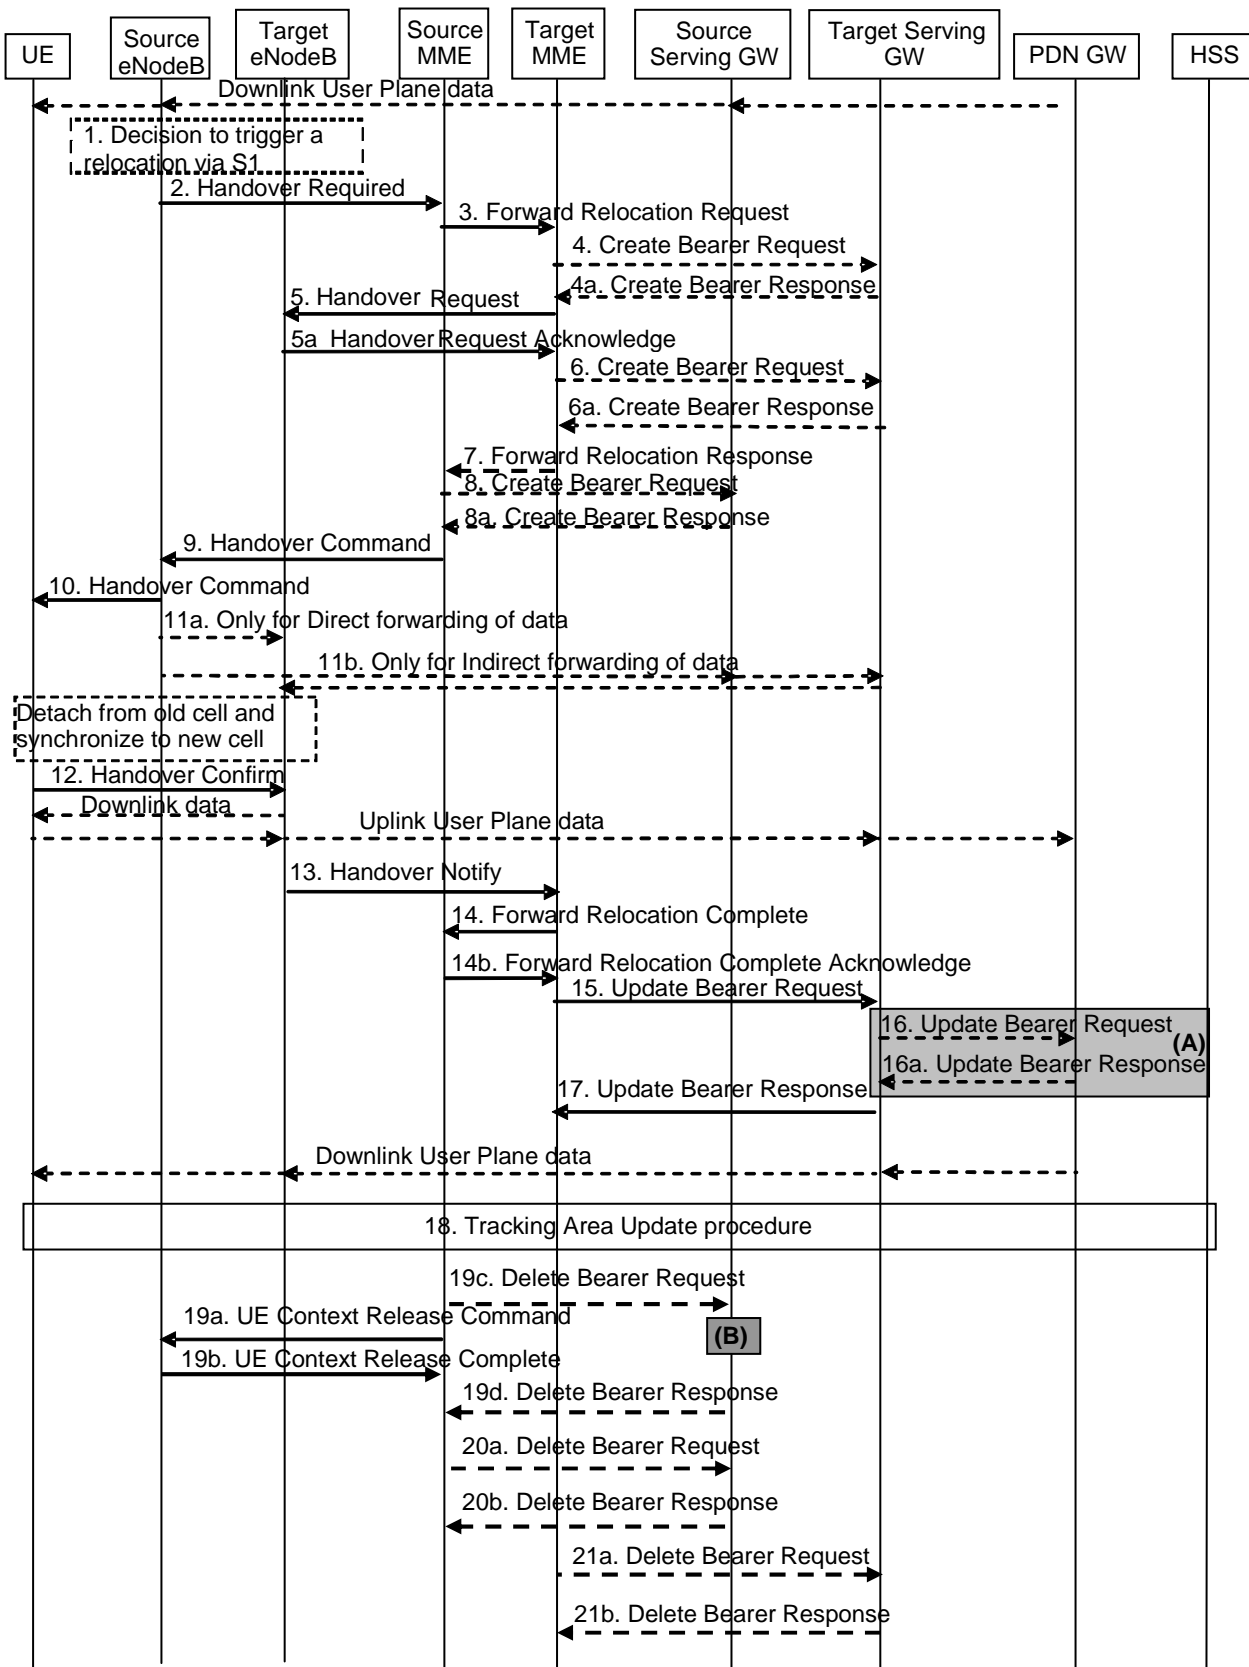 UE
Source
eNodeB
Target
eNodeB
Source
MME
Target
MME
Source
Serving GW
Target Serving
GW
PDN GW
HSS
Downlink User Plane data
1. Decision to trigger a
relocation via S1
2. Handover Required
3. Forward Relocation Request
4. Create Bearer Request
4a. Create Bearer Response
5. Handover Request
5a Handover Request Acknowledge
6. Create Bearer Request
6a. Create Bearer Response
7. Forward Relocation Response
8. Create Bearer Request
8a. Create Bearer Response
9. Handover Command
10. Handover Command
11a. Only for Direct forwarding of data
11b. Only for Indirect forwarding of data
Detach from old cell and
synchronize to new cell
12. Handover Confirm
Downlink data
Uplink User Plane data
13. Handover Notify
14. Forward Relocation Complete
14b. Forward Relocation Complete Acknowledge
15. Update Bearer Request
16. Update Bearer Request
(A)
16a. Update Bearer Response
17. Update Bearer Response
Downlink User Plane data
18. Tracking Area Update procedure
19c. Delete Bearer Request
19a. UE Context Release Command
(B)
19b. UE Context Release Complete
19d. Delete Bearer Response
20a. Delete Bearer Request
20b. Delete Bearer Response
21a. Delete Bearer Request
21b. Delete Bearer Response